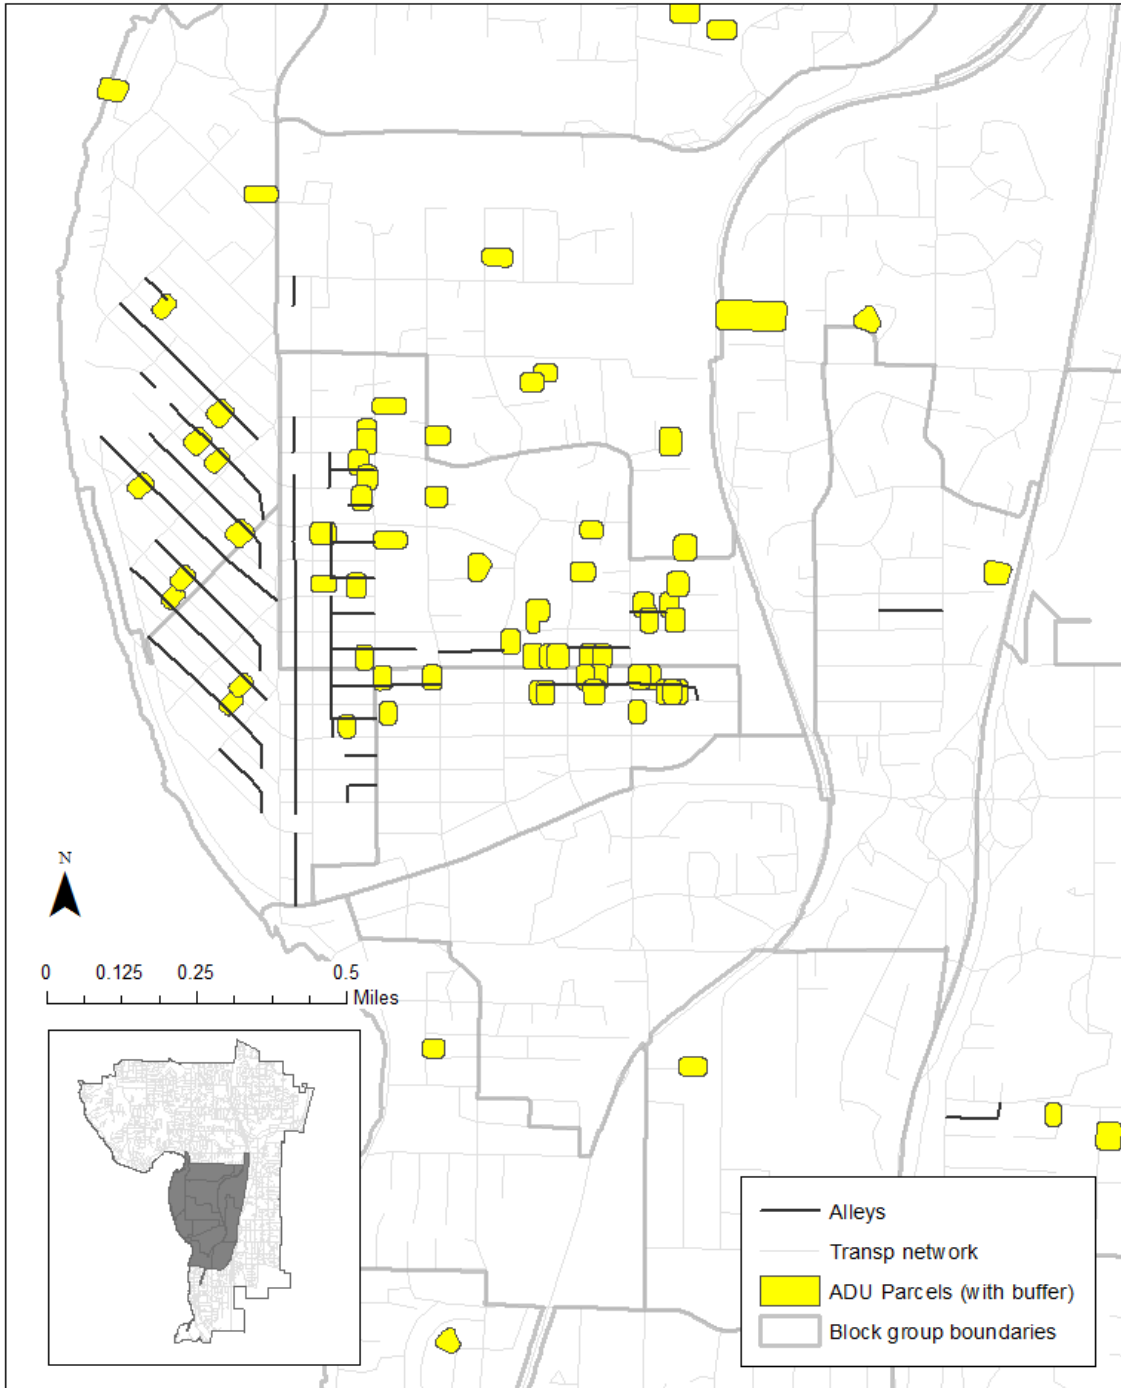 N
0 0.125 0.25 0.5
Miles
Alleys
Transp network
ADU Parcels (with buffer)
Block group boundaries